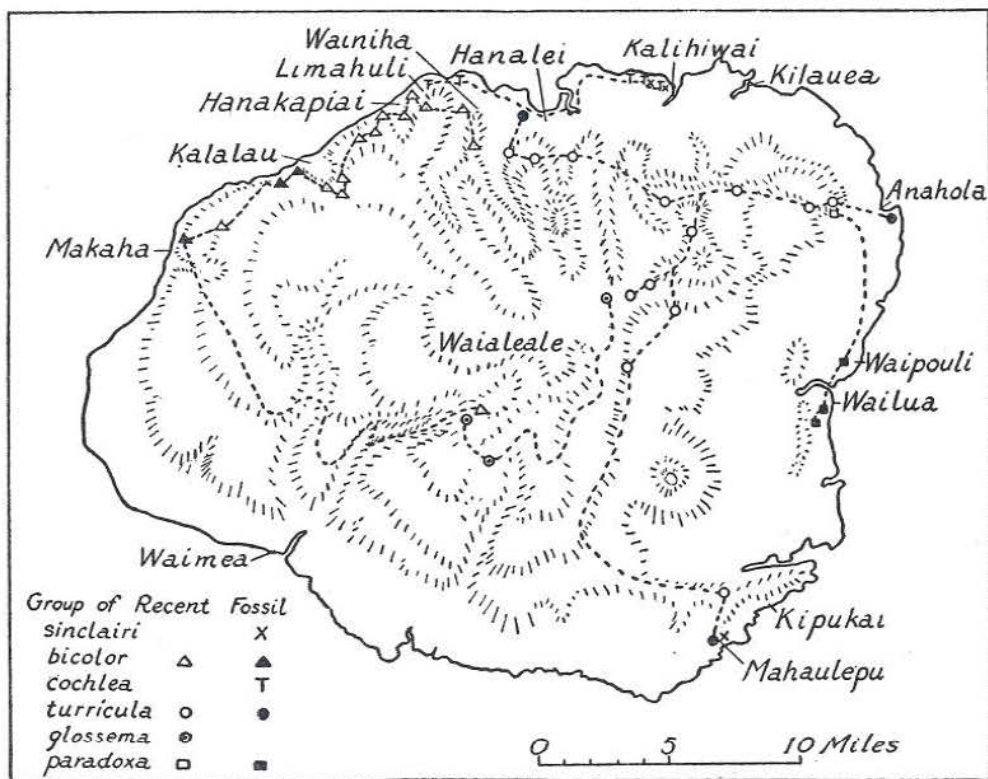 Wainiha
Hanalei
Kalihiwai
Limahuli
Kilauea
Hanakapiai
Kalalau
Anahola
Makaha
Waialeale
Waipouli
Wailua
Waimea
Group of Recent Fossil
sinclairi X
bicolor
cochlea T
turricula
glossema
paradoxa
Kipukai
Mahaulepu
0 5 10 Miles